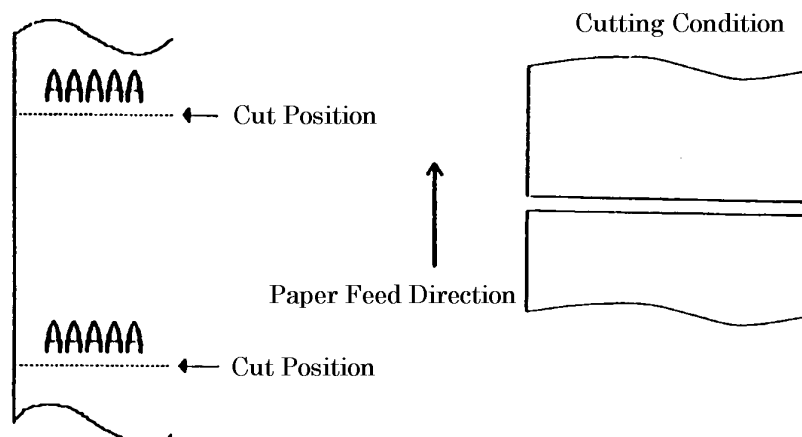 Cutting Condition
AAAAA
Cut Position
Paper Feed Direction
AAAAA
Cut Position